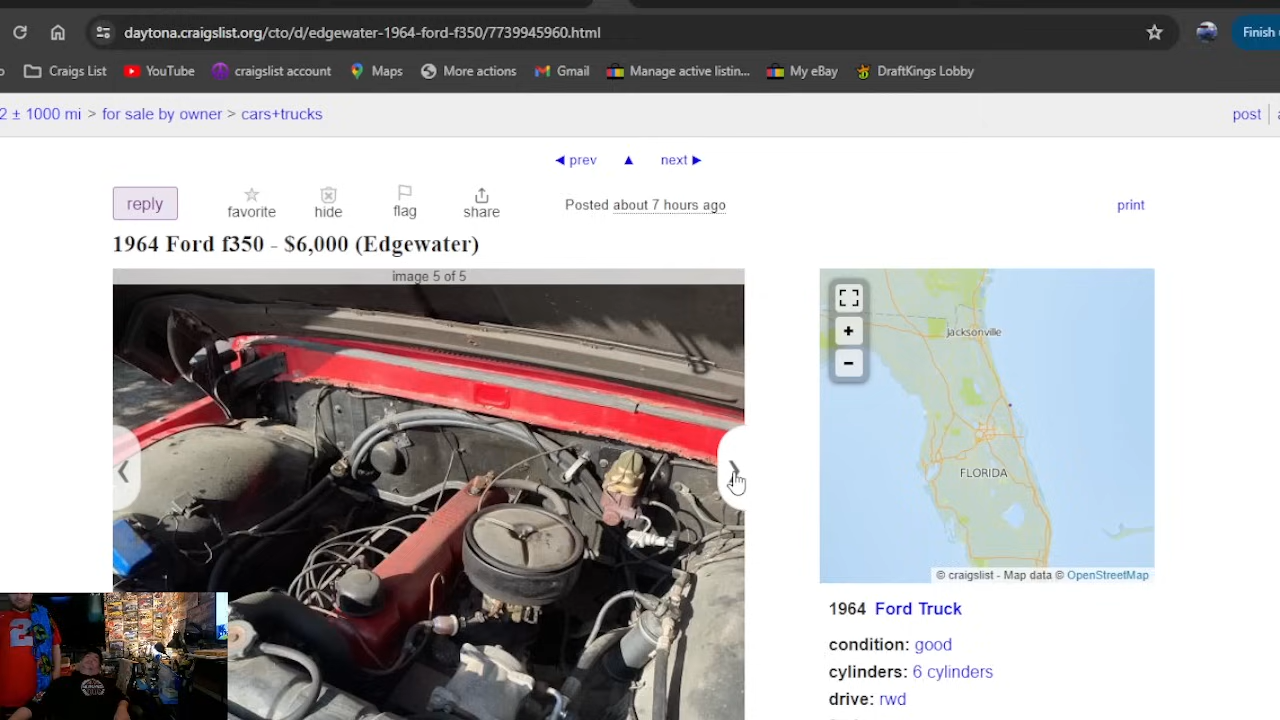 daytona.craigslist.org/cto/d/edgewater-1964-ford-f350/7739945960.html
Finish
Craigs List
YouTube
craigslist account
Maps
More actions
Gmail
Manage active listin...
My eBay
DraftKings Lobby
2 ± 1000 mi > for sale by owner > cars+trucks
post
◀ prev ▲ next ▶
reply
favorite
hide
flag
share
Posted about 7 hours ago
print
1964 Ford f350 - $6,000 (Edgewater)
image 5 of 5
+
−
Jacksonville
FLORIDA
© craigslist - Map data © OpenStreetMap
1964 Ford Truck
condition: good
cylinders: 6 cylinders
drive: rwd
2